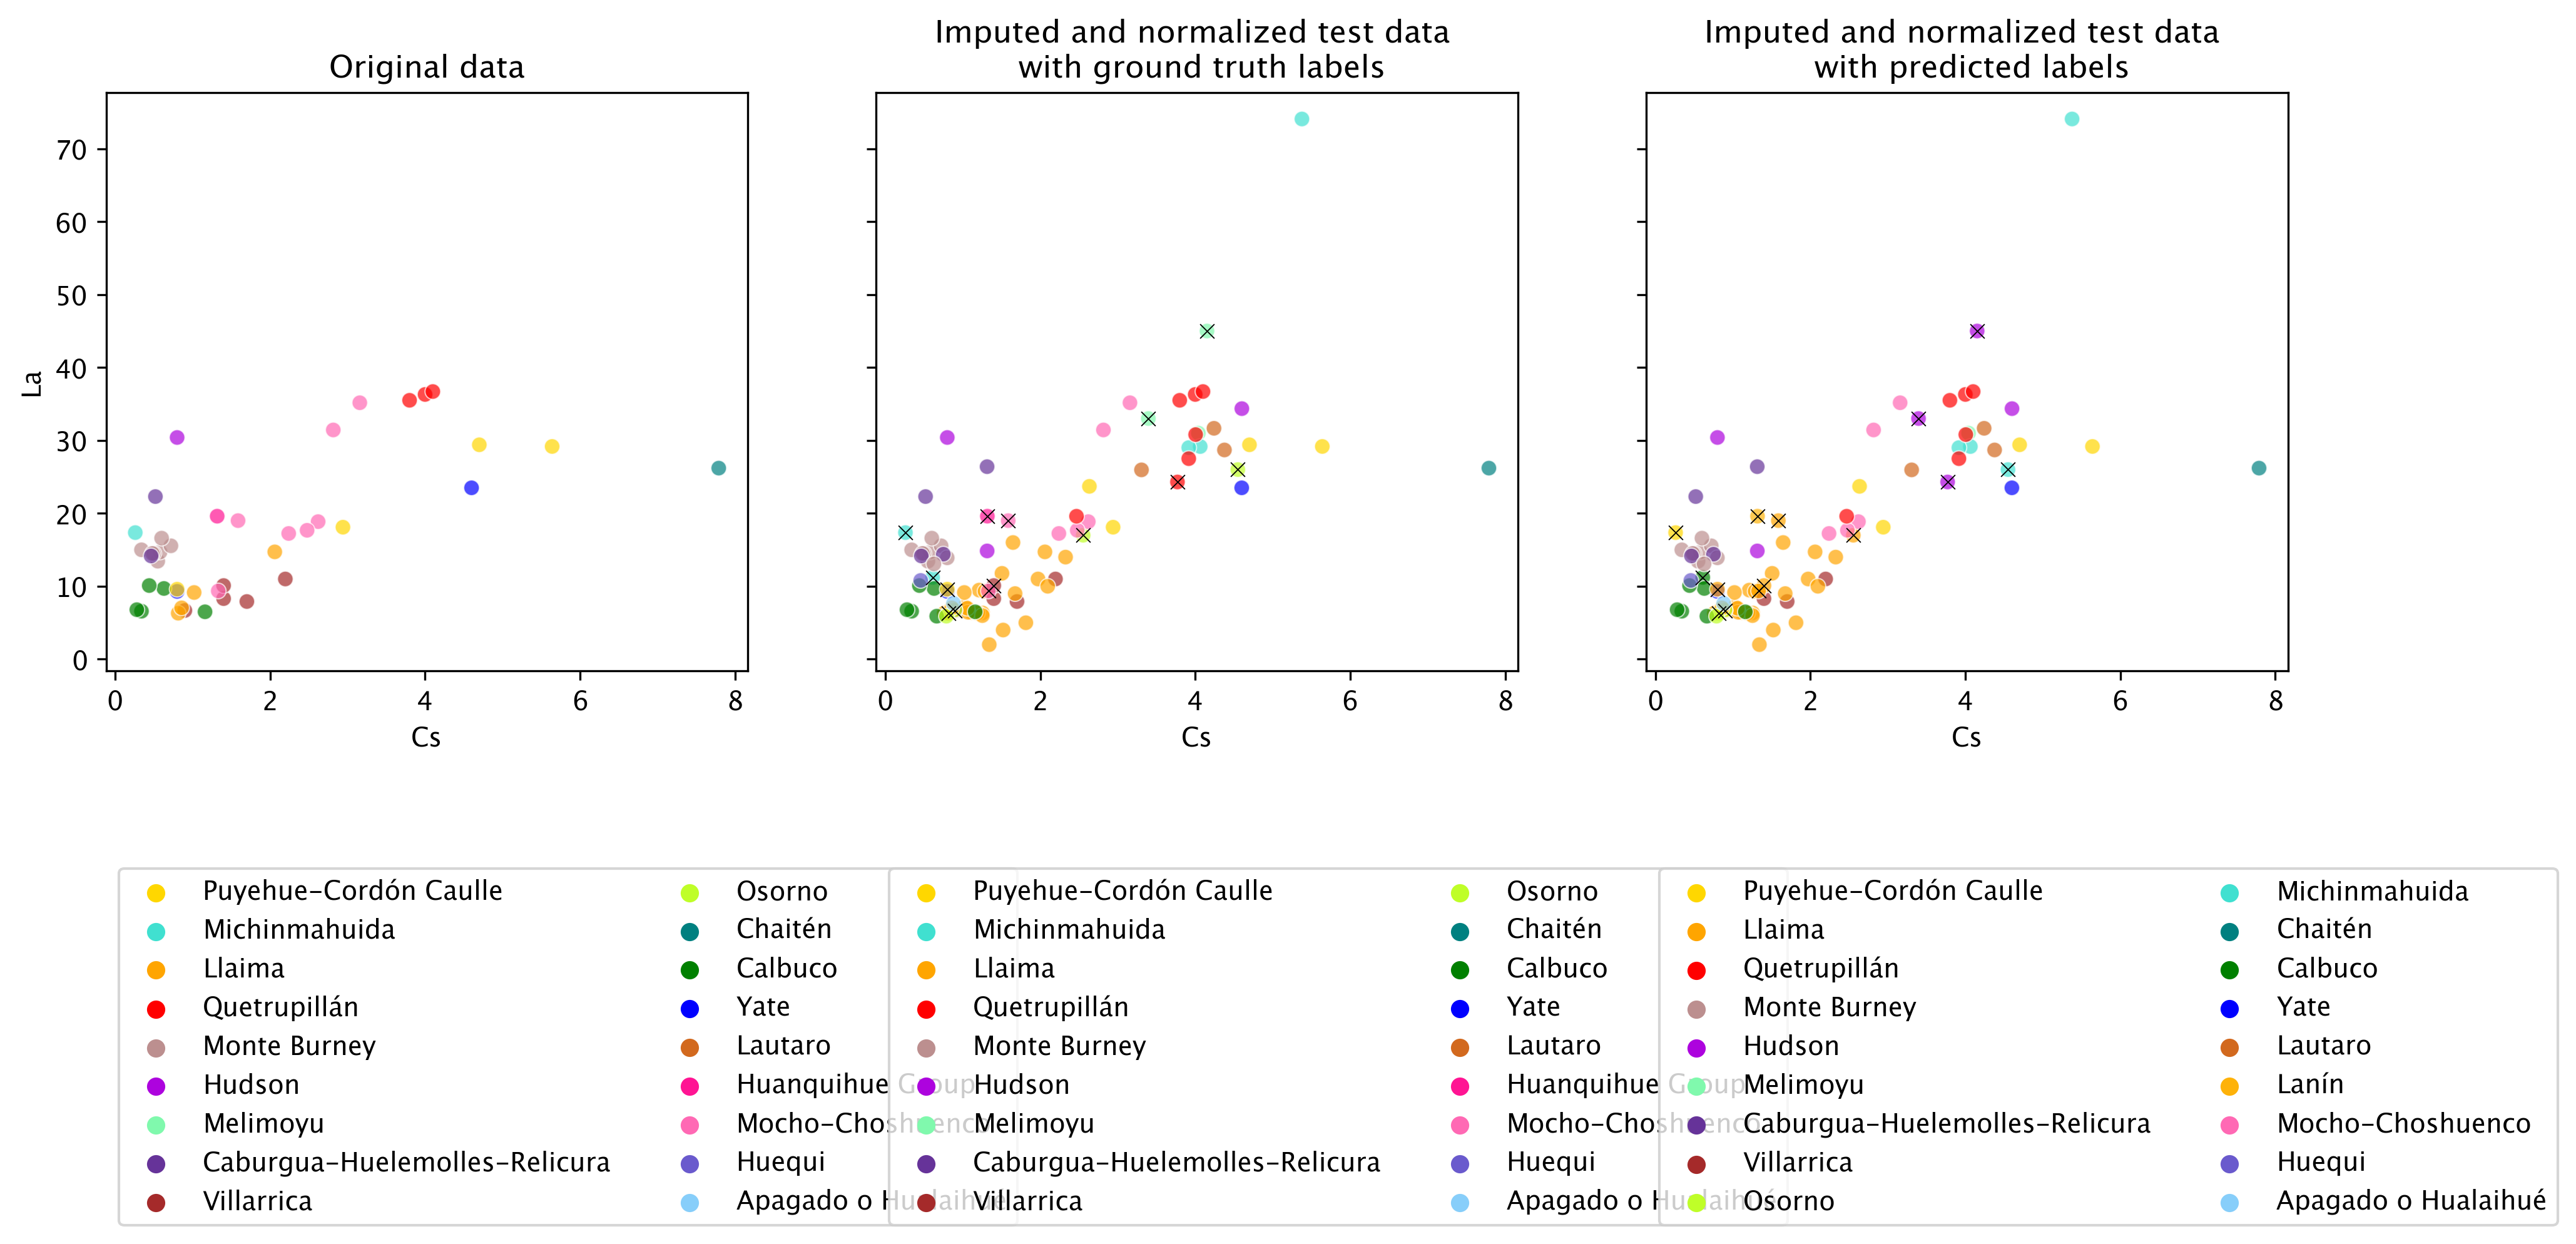 Original data
Imputed and normalized test data
with ground truth labels
Imputed and normalized test data
with predicted labels
La
70
60
50
40
30
20
10
0
0 2 4 6 8
Cs
0 2 4 6 8
Cs
0 2 4 6 8
Cs
Puyehue-Cordón Caulle
Michinmahuida
Llaima
Quetrupillán
Monte Burney
Hudson
Melimoyu
Caburgua-Huelemolles-Relicura
Villarrica
Osorno
Chaitén
Calbuco
Yate
Lautaro
Huanquihue Group
Mocho-Choshuenco
Huequi
Apagado o Hualaihué
Puyehue-Cordón Caulle
Michinmahuida
Llaima
Quetrupillán
Monte Burney
Hudson
Melimoyu
Caburgua-Huelemolles-Relicura
Villarrica
Osorno
Chaitén
Calbuco
Yate
Lautaro
Huanquihue Group
Mocho-Choshuenco
Huequi
Apagado o Hualaihué
Puyehue-Cordón Caulle
Llaima
Quetrupillán
Monte Burney
Hudson
Melimoyu
Caburgua-Huelemolles-Relicura
Villarrica
Osorno
Michinmahuida
Chaitén
Calbuco
Yate
Lautaro
Lanín
Mocho-Choshuenco
Huequi
Apagado o Hualaihué